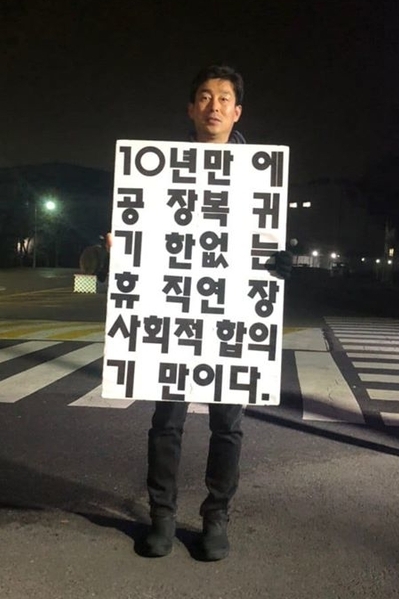 10년만에
공장복귀
기한없는
휴직연장
사회적합의
기만이다.